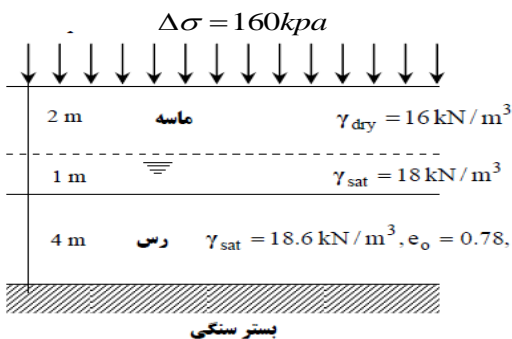 Δσ = 160kpa
2 m ماسه γdry = 16 kN/m³
1 m γsat = 18 kN/m³
4 m رس γsat = 18.6 kN/m³, eo = 0.78,
بستر سنگی